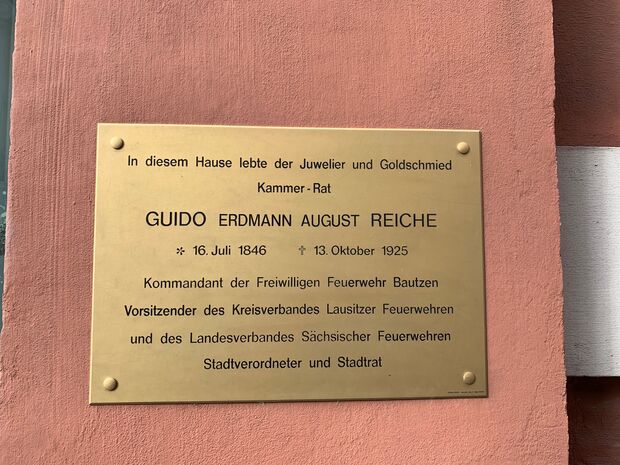 In diesem Hause lebte der Juwelier und Goldschmied
Kammer-Rat
GUIDO ERDMANN AUGUST REICHE
* 16. Juli 1846 † 13. Oktober 1925
Kommandant der Freiwilligen Feuerwehr Bautzen
Vorsitzender des Kreisverbandes Lausitzer Feuerwehren
und des Landesverbandes Sächsischer Feuerwehren
Stadtverordneter und Stadtrat